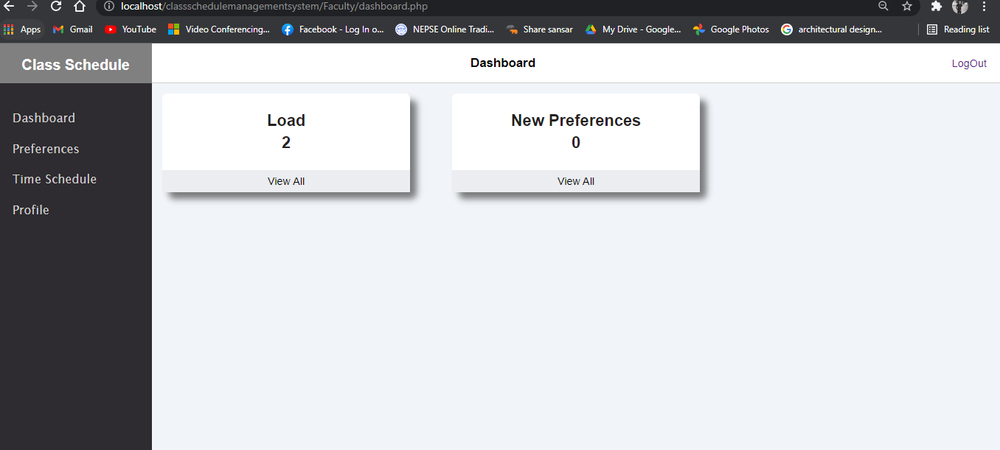 localhost/classschedulemanagementsystem/Faculty/dashboard.php
Apps Gmail YouTube Video Conferencing... Facebook - Log In o... NEPSE Online Tradi... Share sansar My Drive - Google... Google Photos architectural design... Reading list
Class Schedule Dashboard LogOut
Dashboard
Preferences
Time Schedule
Profile
Load
2
View All
New Preferences
0
View All